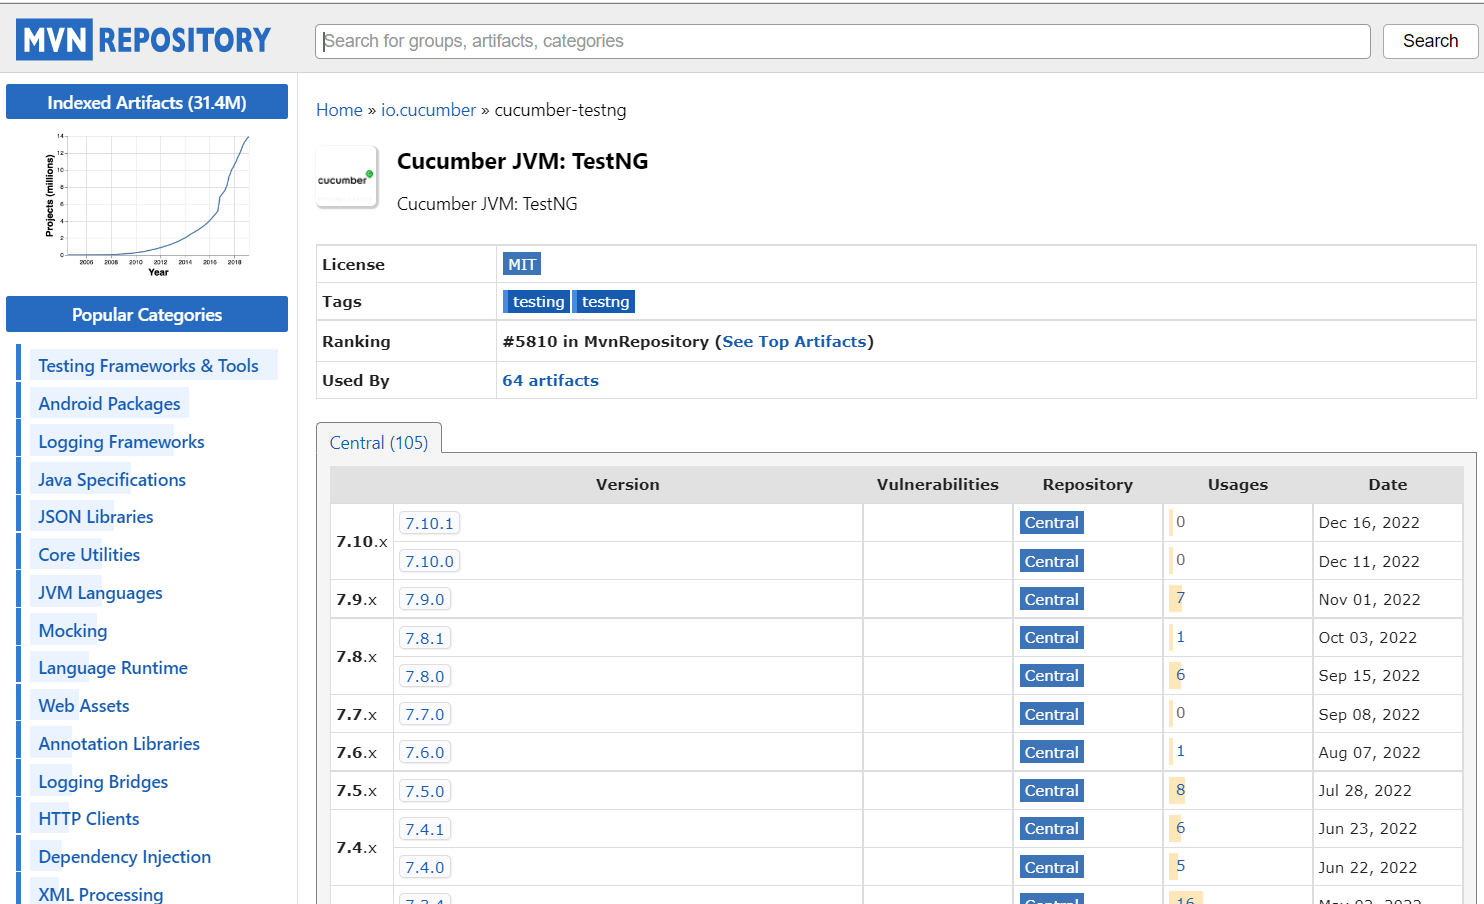 MVN REPOSITORY
Search for groups, artifacts, categories
Search
Indexed Artifacts (31.4M)
Projects (millions)
14
12
10
8
6
4
2
0
2006 2008 2010 2012 2014 2016 2018
Year
Popular Categories
Testing Frameworks & Tools
Android Packages
Logging Frameworks
Java Specifications
JSON Libraries
Core Utilities
JVM Languages
Mocking
Language Runtime
Web Assets
Annotation Libraries
Logging Bridges
HTTP Clients
Dependency Injection
XML Processing
Home » io.cucumber » cucumber-testng
cucumber
Cucumber JVM: TestNG
Cucumber JVM: TestNG
License MIT
Tags testing testng
Ranking #5810 in MvnRepository (See Top Artifacts)
Used By 64 artifacts
Central (105)
Version Vulnerabilities Repository Usages Date
7.10.x 7.10.1 Central 0 Dec 16, 2022
7.10.0 Central 0 Dec 11, 2022
7.9.x 7.9.0 Central 7 Nov 01, 2022
7.8.x 7.8.1 Central 1 Oct 03, 2022
7.8.0 Central 6 Sep 15, 2022
7.7.x 7.7.0 Central 0 Sep 08, 2022
7.6.x 7.6.0 Central 1 Aug 07, 2022
7.5.x 7.5.0 Central 8 Jul 28, 2022
7.4.x 7.4.1 Central 6 Jun 23, 2022
7.4.0 Central 5 Jun 22, 2022
Central 16